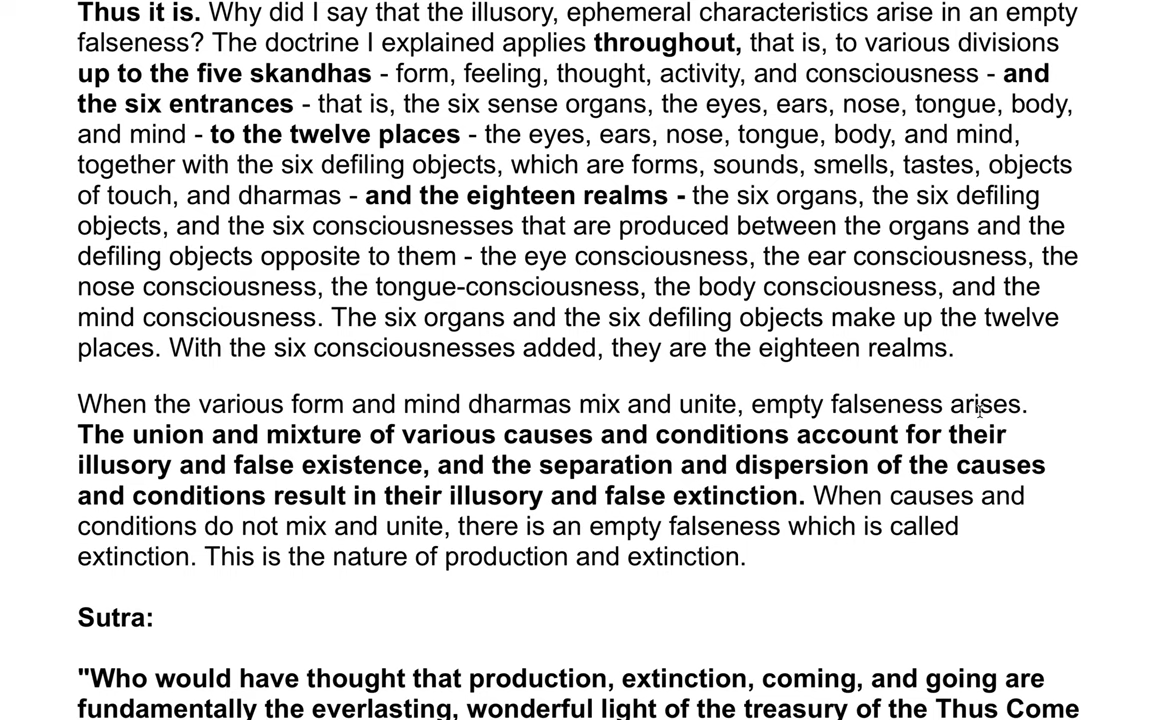 Thus it is. Why did I say that the illusory, ephemeral characteristics arise in an empty
falseness? The doctrine I explained applies throughout, that is, to various divisions
up to the five skandhas - form, feeling, thought, activity, and consciousness - and
the six entrances - that is, the six sense organs, the eyes, ears, nose, tongue, body,
and mind - to the twelve places - the eyes, ears, nose, tongue, body, and mind,
together with the six defiling objects, which are forms, sounds, smells, tastes, objects
of touch, and dharmas - and the eighteen realms - the six organs, the six defiling
objects, and the six consciousnesses that are produced between the organs and the
defiling objects opposite to them - the eye consciousness, the ear consciousness, the
nose consciousness, the tongue-consciousness, the body consciousness, and the
mind consciousness. The six organs and the six defiling objects make up the twelve
places. With the six consciousnesses added, they are the eighteen realms.
When the various form and mind dharmas mix and unite, empty falseness arises.
The union and mixture of various causes and conditions account for their
illusory and false existence, and the separation and dispersion of the causes
and conditions result in their illusory and false extinction. When causes and
conditions do not mix and unite, there is an empty falseness which is called
extinction. This is the nature of production and extinction.
Sutra:
"Who would have thought that production, extinction, coming, and going are
fundamentally the everlasting, wonderful light of the treasury of the Thus Come